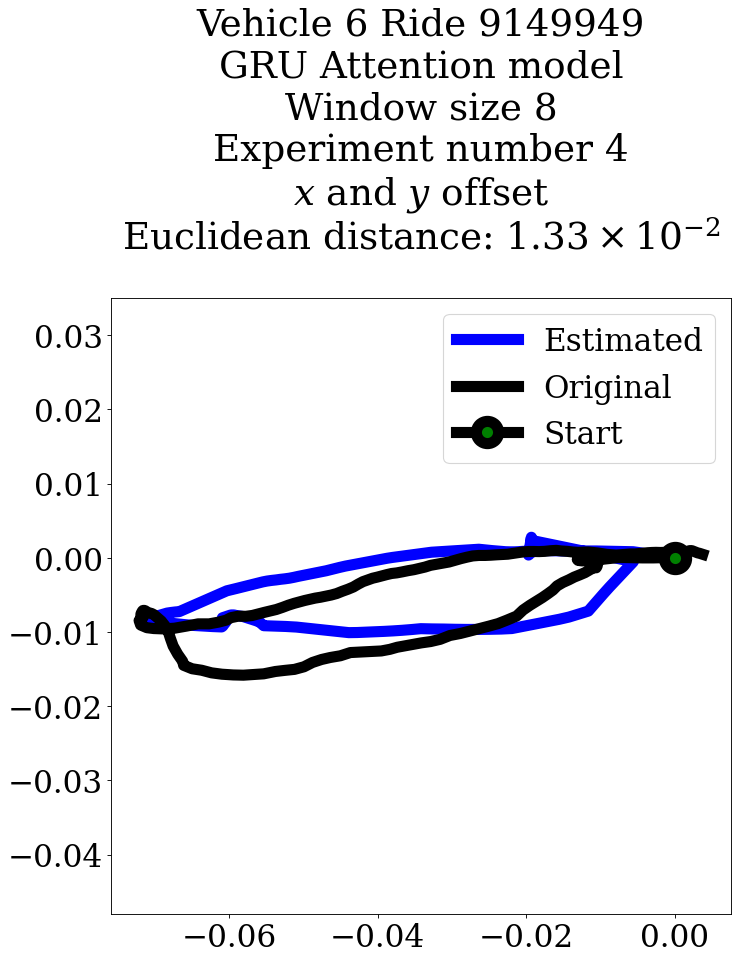 Vehicle 6 Ride 9149949
GRU Attention model
Window size 8
Experiment number 4
x and y offset
Euclidean distance: 1.33 × 10⁻²
Estimated
Original
Start
0.03
0.02
0.01
0.00
−0.01
−0.02
−0.03
−0.04
−0.06 −0.04 −0.02 0.00